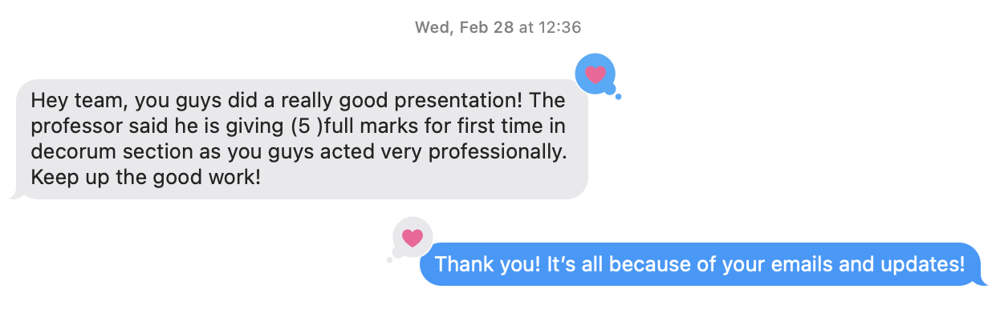 Wed, Feb 28 at 12:36
Hey team, you guys did a really good presentation! The
professor said he is giving (5 )full marks for first time in
decorum section as you guys acted very professionally.
Keep up the good work!
Thank you! It’s all because of your emails and updates!